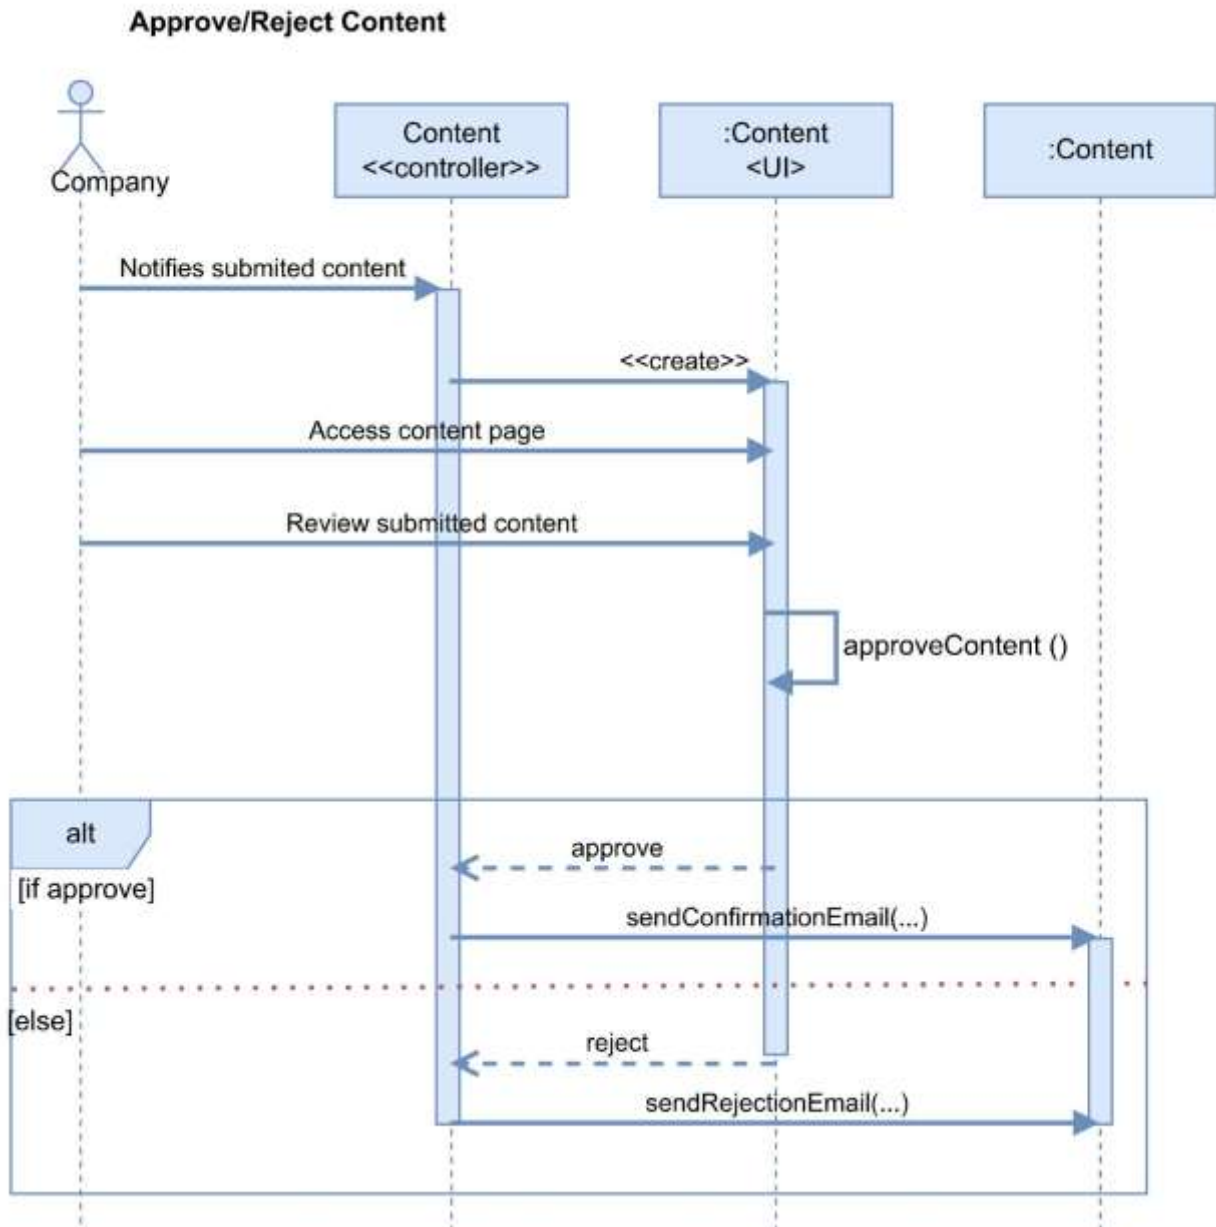 Approve/Reject Content
Company
Content
<<controller>>
:Content
<UI>
:Content
Notifies submited content
<<create>>
Access content page
Review submitted content
approveContent ()
alt
[if approve]
approve
sendConfirmationEmail(...)
[else]
reject
sendRejectionEmail(...)